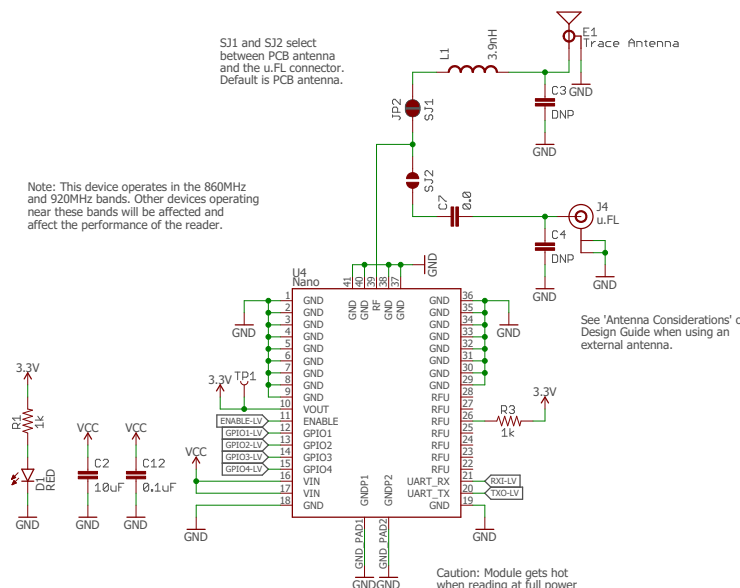 SJ1 and SJ2 select
between PCB antenna
and the u.FL connector.
Default is PCB antenna.
L1
3.9nH
E1
Trace Antenna
GND
C3
DNP
GND
JP2
SJ1
SJ2
C7
0.0
J4
u.FL
C4
DNP
GND
GND
Note: This device operates in the 860MHz
and 920MHz bands. Other devices operating
near these bands will be affected and
affect the performance of the reader.
See 'Antenna Considerations'
Design Guide when using an
external antenna.
U4
Nano
GND
41 40 39 38 37
GND GND RF GND GND
1 GND GND 36
2 GND GND 35
3 GND GND 34
4 GND GND 33
5 GND GND 32
6 GND GND 31
7 GND GND 30
8 GND GND 29
9 GND RFU 28
10 VOUT RFU 27
11 ENABLE RFU 26
12 GPIO1 RFU 25
13 GPIO2 RFU 24
14 GPIO3 RFU 23
15 GPIO4 RFU 22
16 VIN UART_RX 21
17 VIN UART_TX 20
18 GND GND 19
GNDP1 GNDP2
GND_PAD1 GND_PAD2
GND GND
GND
GND
3.3V
TP1
ENABLE-LV
GPIO1-LV
GPIO2-LV
GPIO3-LV
GPIO4-LV
VCC
GND
R3
1k
3.3V
RXI-LV
TXO-LV
GND
3.3V
R1
1k
D1
RED
GND
VCC
C2
10uF
GND
VCC
C12
0.1uF
GND
Caution: Module gets hot
when reading at full power